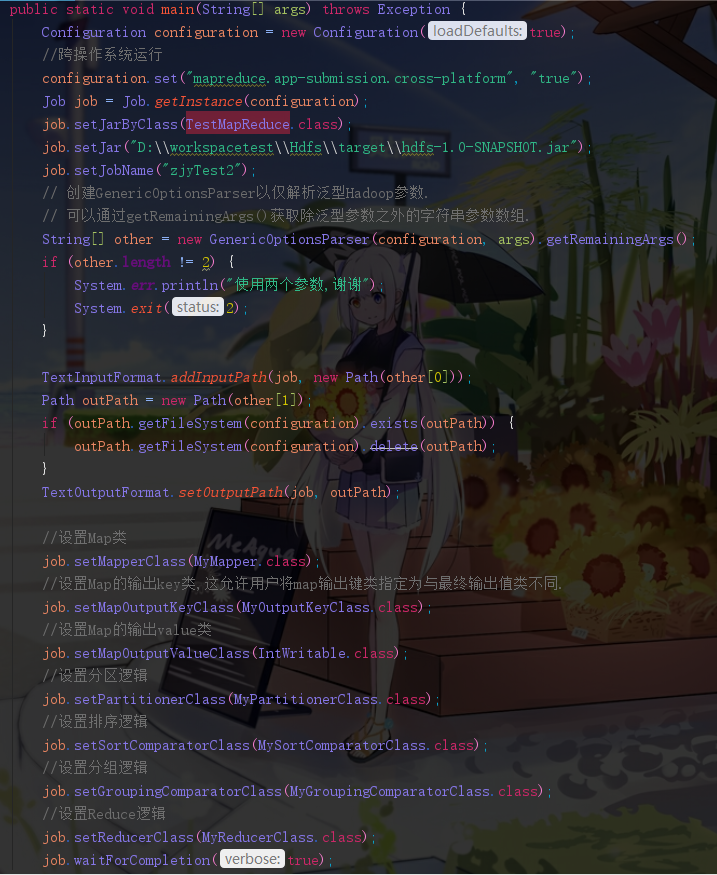 public static void main(String[] args) throws Exception {
Configuration configuration = new Configuration( loadDefaults: true);
//跨操作系统运行
configuration.set("mapreduce.app-submission.cross-platform", "true");
Job job = Job.getInstance(configuration);
job.setJarByClass(TestMapReduce.class);
job.setJar("D:\\workspacetest\\Hdfs\\target\\hdfs-1.0-SNAPSHOT.jar");
job.setJobName("zjyTest2");
// 创建GenericOptionsParser以仅解析泛型Hadoop参数.
// 可以通过getRemainingArgs()获取除泛型参数之外的字符串参数数组.
String[] other = new GenericOptionsParser(configuration, args).getRemainingArgs();
if (other.length != 2) {
System.err.println("使用两个参数,谢谢");
System.exit( status: 2);
}
TextInputFormat.addInputPath(job, new Path(other[0]));
Path outPath = new Path(other[1]);
if (outPath.getFileSystem(configuration).exists(outPath)) {
outPath.getFileSystem(configuration).delete(outPath);
}
TextOutputFormat.setOutputPath(job, outPath);
//设置Map类
job.setMapperClass(MyMapper.class);
//设置Map的输出key类,这允许用户将map输出键类指定为与最终输出值类不同.
job.setMapOutputKeyClass(MyOutputKeyClass.class);
//设置Map的输出value类
job.setMapOutputValueClass(IntWritable.class);
//设置分区逻辑
job.setPartitionerClass(MyPartitionerClass.class);
//设置排序逻辑
job.setSortComparatorClass(MySortComparatorClass.class);
//设置分组逻辑
job.setGroupingComparatorClass(MyGroupingComparatorClass.class);
//设置Reduce逻辑
job.setReducerClass(MyReducerClass.class);
job.waitForCompletion( verbose: true);